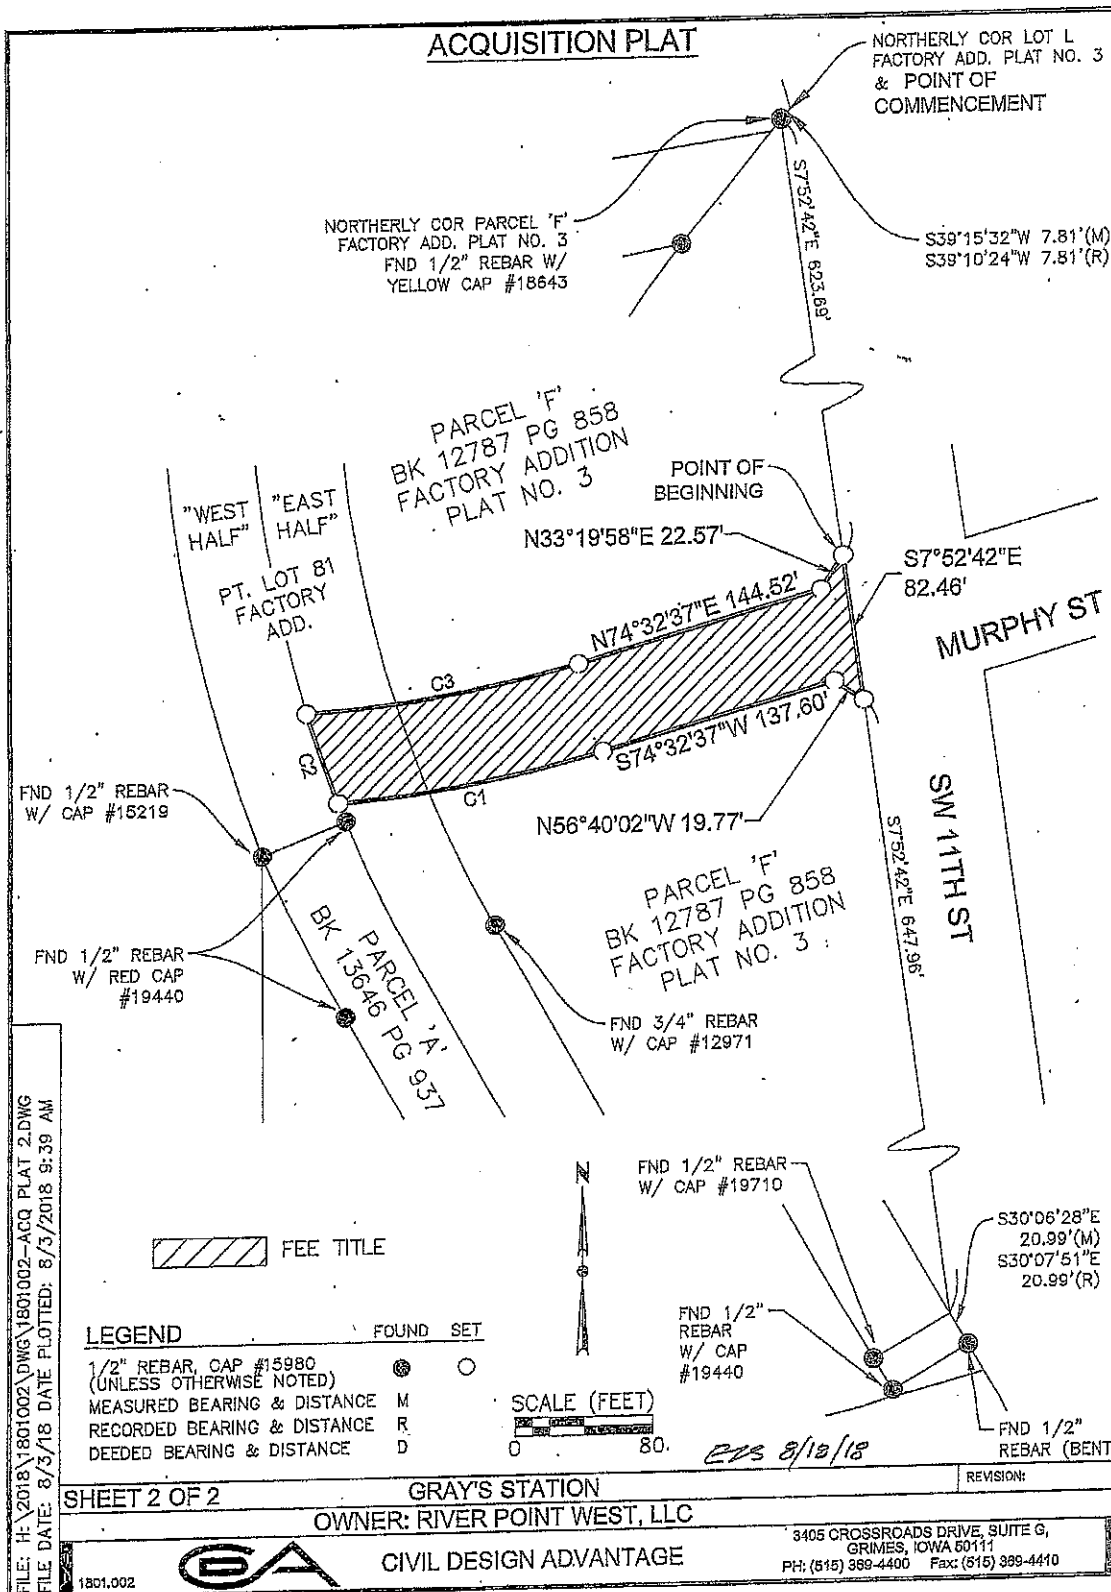 ACQUISITION PLAT
NORTHERLY COR LOT L
FACTORY ADD. PLAT NO. 3
& POINT OF
COMMENCEMENT
NORTHERLY COR PARCEL 'F'
FACTORY ADD. PLAT NO. 3
FND 1/2" REBAR W/
YELLOW CAP #18643
S7°52'42"E 623.69'
S39°15'32"W 7.81'(M)
S39°10'24"W 7.81'(R)
PARCEL 'F'
BK 12787 PG 858
FACTORY ADDITION
PLAT NO. 3
POINT OF
BEGINNING
"WEST
HALF"
"EAST
HALF"
PT. LOT 81
FACTORY
ADD.
N33°19'58"E 22.57'
S7°52'42"E
82.46'
N74°32'37"E 144.52'
MURPHY ST
C3
C2
C1
S74°32'37"W 137.60'
FND 1/2" REBAR
W/ CAP #15219
N56°40'02"W 19.77'
SW 11TH ST
S7°52'42"E 647.96'
PARCEL 'F'
BK 12787 PG 858
FACTORY ADDITION
PLAT NO. 3
FND 1/2" REBAR
W/ RED CAP
#19440
PARCEL 'A'
BK 13646 PG 937
FND 3/4" REBAR
W/ CAP #12971
N
FND 1/2" REBAR
W/ CAP #19710
S30°06'28"E
20.99'(M)
S30°07'51"E
20.99'(R)
FEE TITLE
FND 1/2"
REBAR
W/ CAP
#19440
FND 1/2"
REBAR (BENT
LEGEND
FOUND SET
1/2" REBAR, CAP #15980
(UNLESS OTHERWISE NOTED)
MEASURED BEARING & DISTANCE M
RECORDED BEARING & DISTANCE R
DEEDED BEARING & DISTANCE D
SCALE (FEET)
0 80
SHEET 2 OF 2
GRAY'S STATION
REVISION:
OWNER: RIVER POINT WEST, LLC
CIVIL DESIGN ADVANTAGE
3405 CROSSROADS DRIVE, SUITE G,
GRIMES, IOWA 50111
PH: (515) 369-4400 Fax: (515) 369-4410
1801.002
FILE: H:\2018\1801002\DWG\1801002-ACQ PLAT 2.DWG
FILE DATE: 8/3/18 DATE PLOTTED: 8/3/2018 9:39 AM